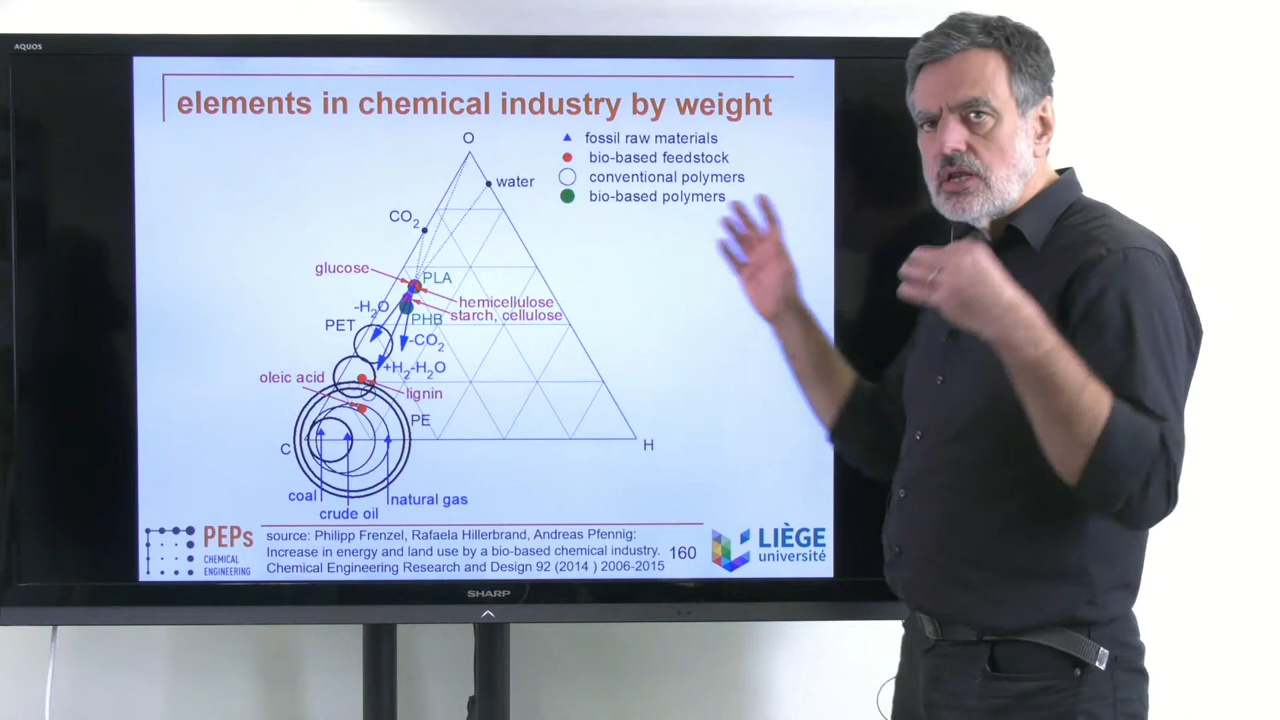 AQUOS
elements in chemical industry by weight
O
fossil raw materials
bio-based feedstock
conventional polymers
bio-based polymers
water
CO2
glucose
PLA
hemicellulose
starch, cellulose
-H2O
PHB
PET
-CO2
+H2-H2O
oleic acid
lignin
PE
C
H
coal
natural gas
crude oil
PEPs
CHEMICAL
ENGINEERING
source: Philipp Frenzel, Rafaela Hillerbrand, Andreas Pfennig:
Increase in energy and land use by a bio-based chemical industry.
Chemical Engineering Research and Design 92 (2014 ) 2006-2015
160
LIÈGE
université
SHARP